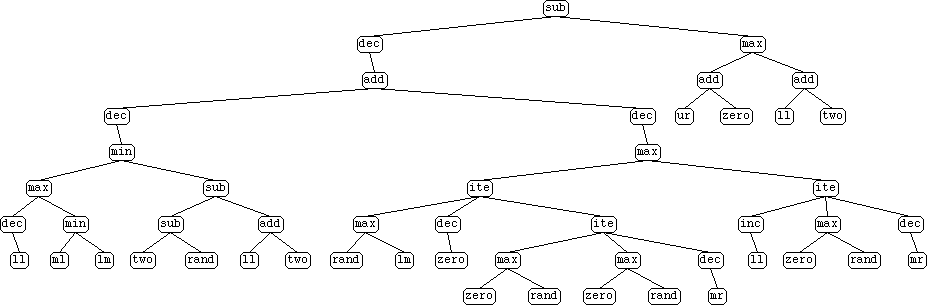 sub
dec max
add add add
dec dec ur zero ll two
min max
max sub ite ite
dec min sub add max dec ite inc max dec
ll ml lm two rand ll two rand lm zero max max dec ll zero rand mr
zero rand zero rand mr